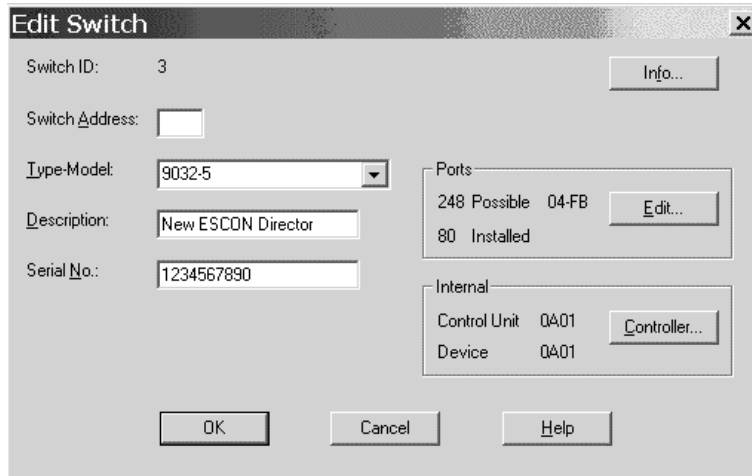 Edit Switch
Switch ID: 3
Info...
Switch Address:
Type-Model: 9032-5
Description: New ESCON Director
Serial No.: 1234567890
Ports
248 Possible 04-FB
80 Installed
Edit...
Internal
Control Unit 0A01
Device 0A01
Controller...
OK Cancel Help